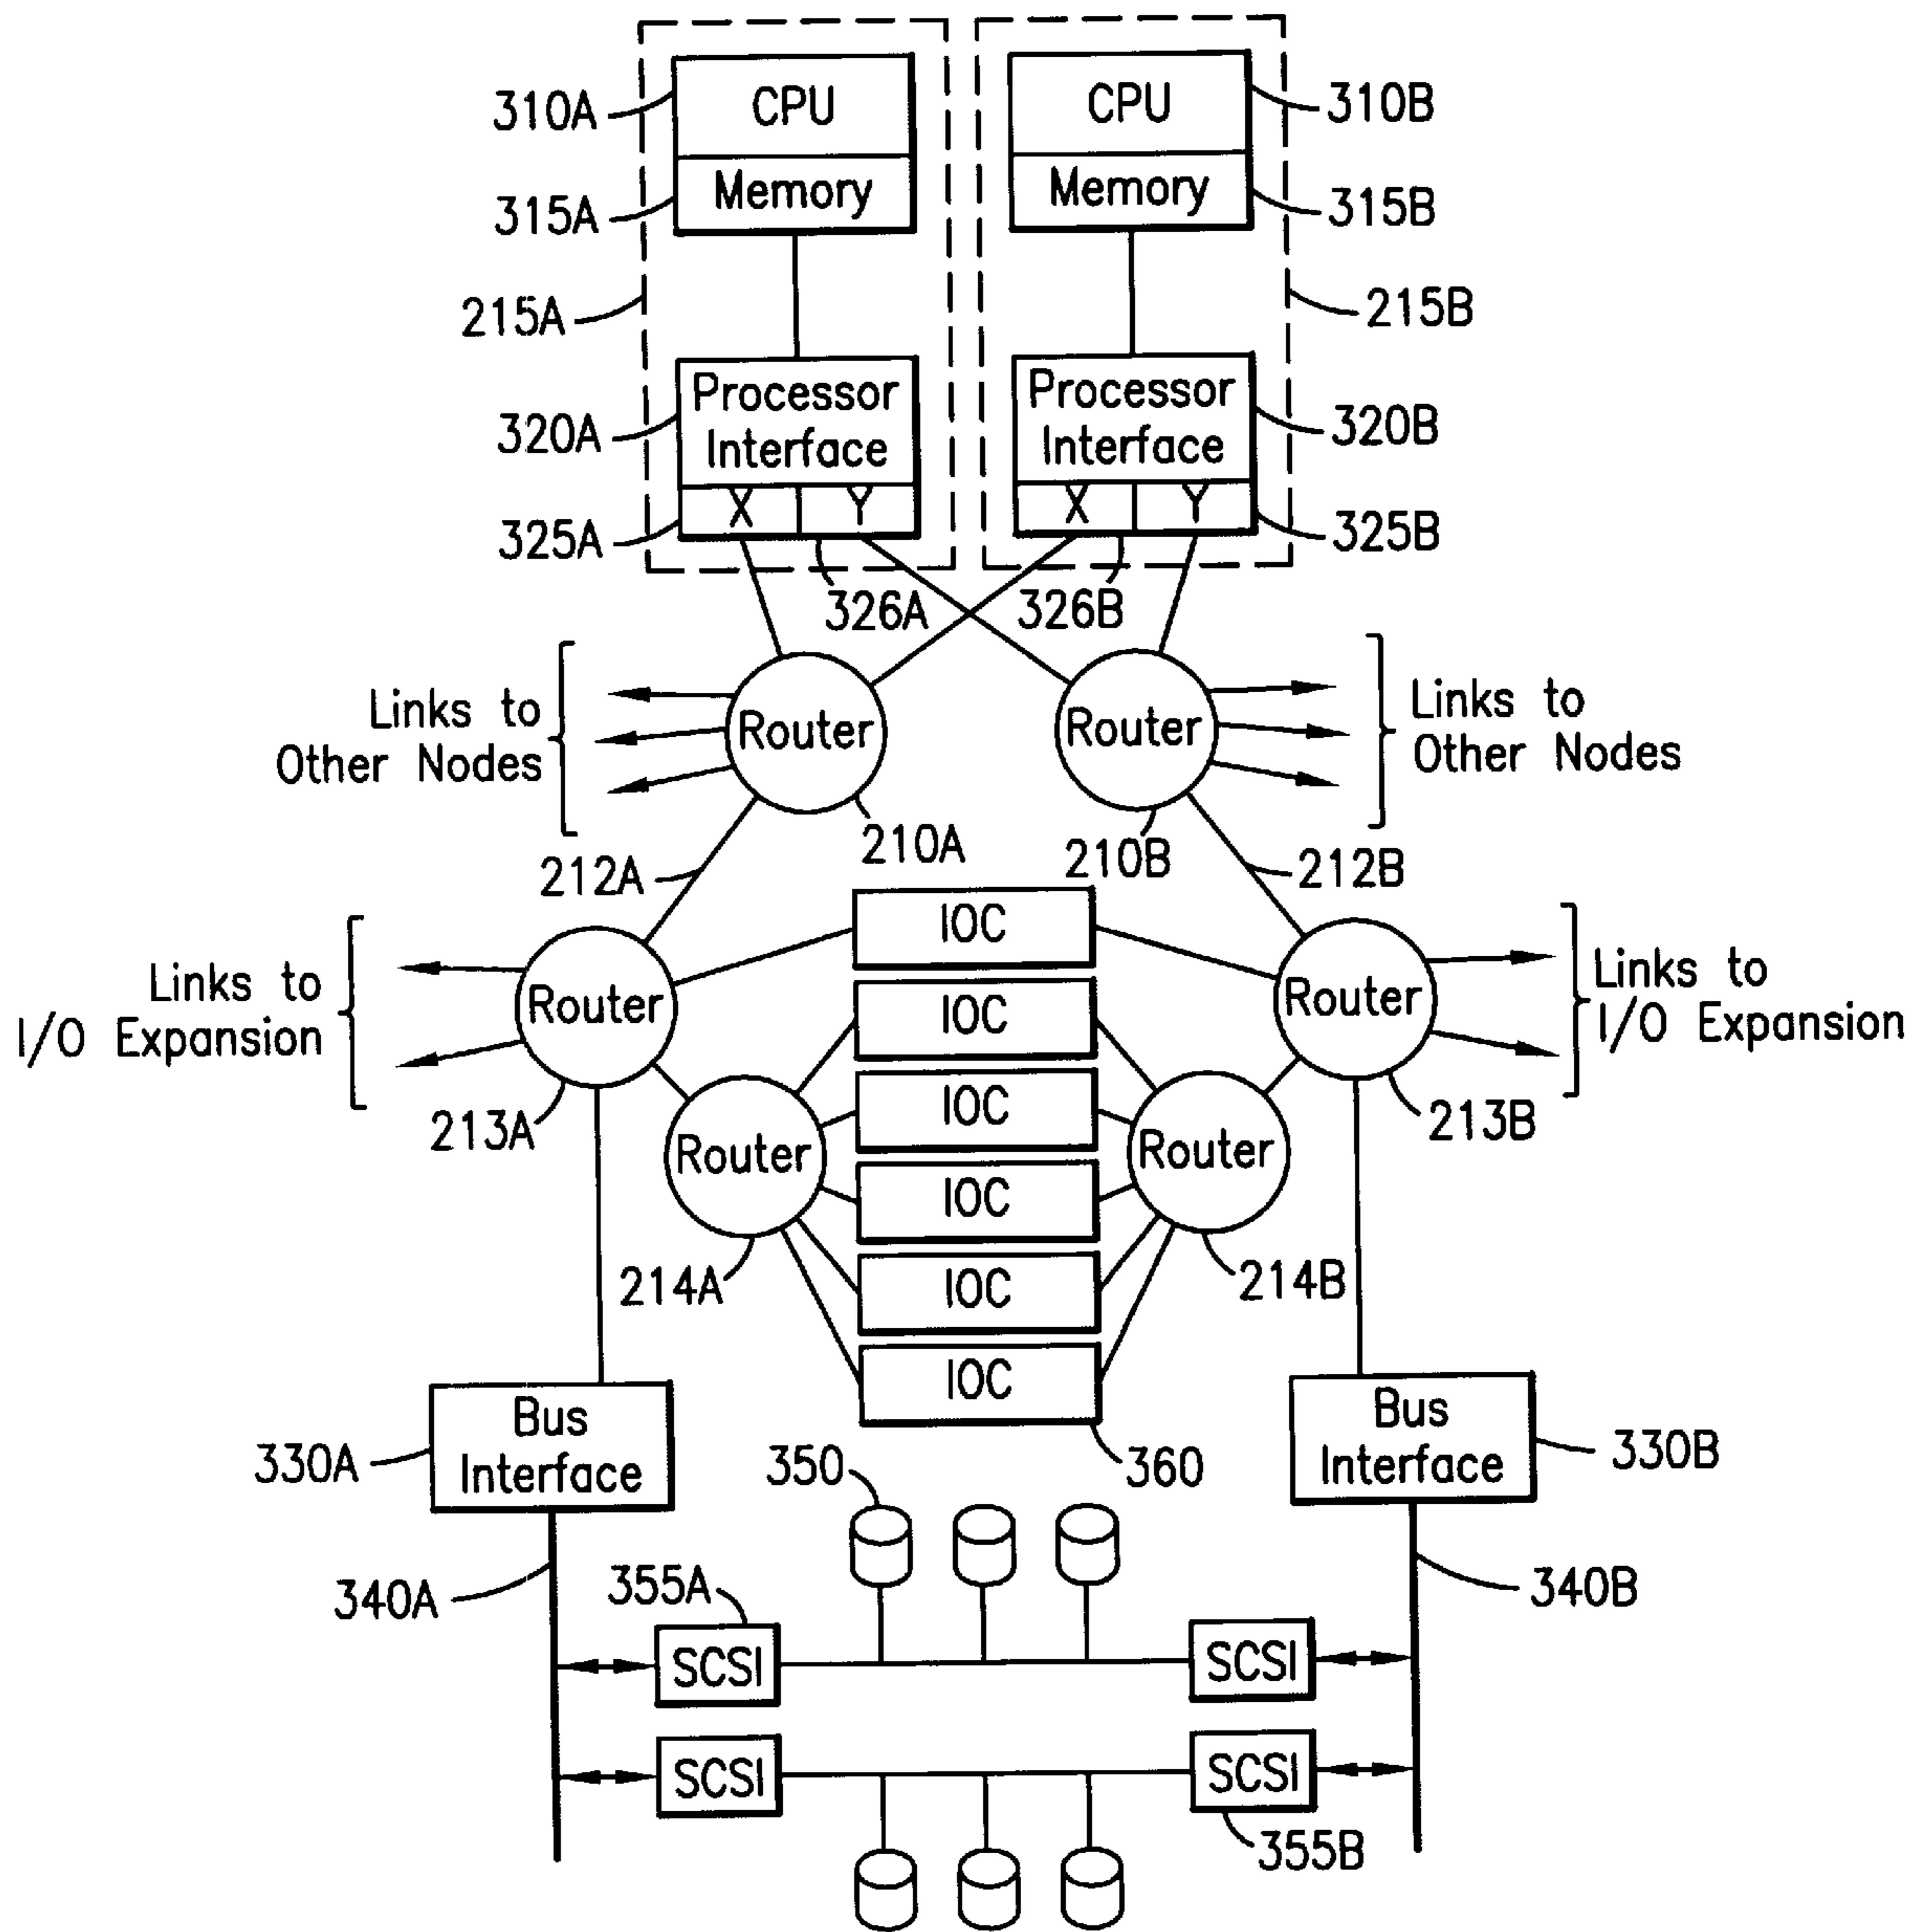 310A
CPU
CPU
310B
315A
Memory
Memory
315B
215A
215B
320A
Processor
Interface
Processor
Interface
320B
325A
X
Y
X
Y
325B
326A
326B
Links to
Other Nodes
Router
Router
Links to
Other Nodes
210A
210B
212A
212B
IOC
Links to
I/O Expansion
Router
Router
Links to
I/O Expansion
IOC
IOC
213A
213B
Router
Router
IOC
214A
214B
IOC
IOC
330A
Bus
Interface
Bus
Interface
330B
350
360
340A
355A
340B
SCSI
SCSI
SCSI
SCSI
355B